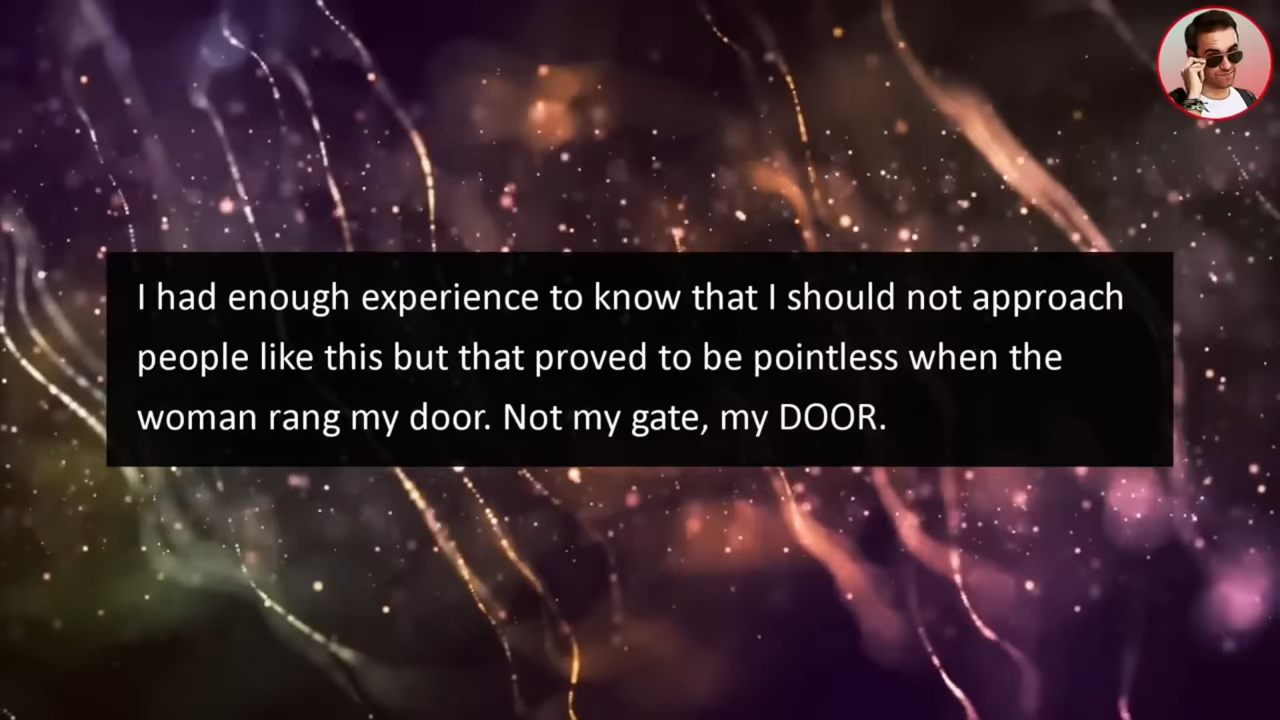 I had enough experience to know that I should not approach
people like this but that proved to be pointless when the
woman rang my door. Not my gate, my DOOR.